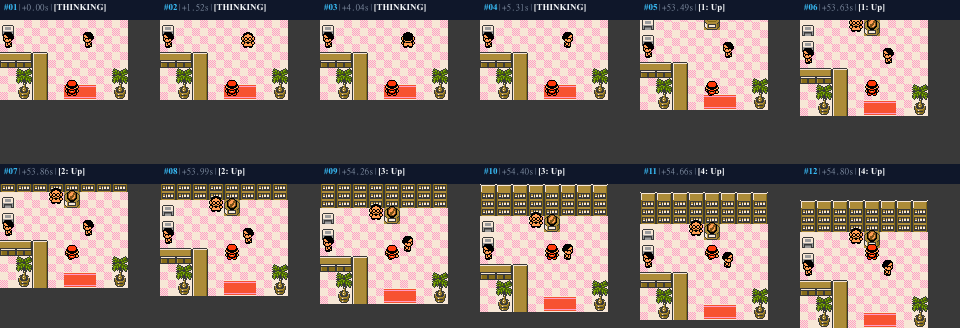 #01 | +0.00s | [THINKING]
#02 | +1.52s | [THINKING]
#03 | +4.04s | [THINKING]
#04 | +5.31s | [THINKING]
#05 | +53.49s | [1: Up]
#06 | +53.63s | [1: Up]
#07 | +53.86s | [2: Up]
#08 | +53.99s | [2: Up]
#09 | +54.26s | [3: Up]
#10 | +54.40s | [3: Up]
#11 | +54.66s | [4: Up]
#12 | +54.80s | [4: Up]